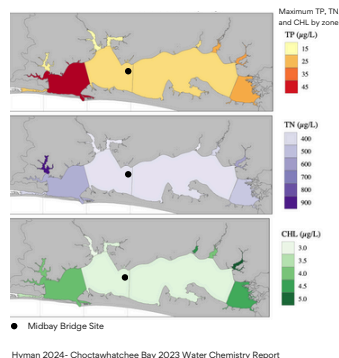 Maximum TP, TN
and CHL by zone
TP (µg/L)
15
25
35
45
TN (µg/L)
400
500
600
700
800
900
CHL (µg/L)
3.0
3.5
4.0
4.5
5.0
Midbay Bridge Site
Hyman 2024- Choctawhatchee Bay 2023 Water Chemistry Report